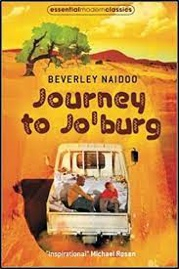 essentialmodernclassics
BEVERLEY NAIDOO
Journey
to Jo'burg
"Inspirational" Michael Rosen